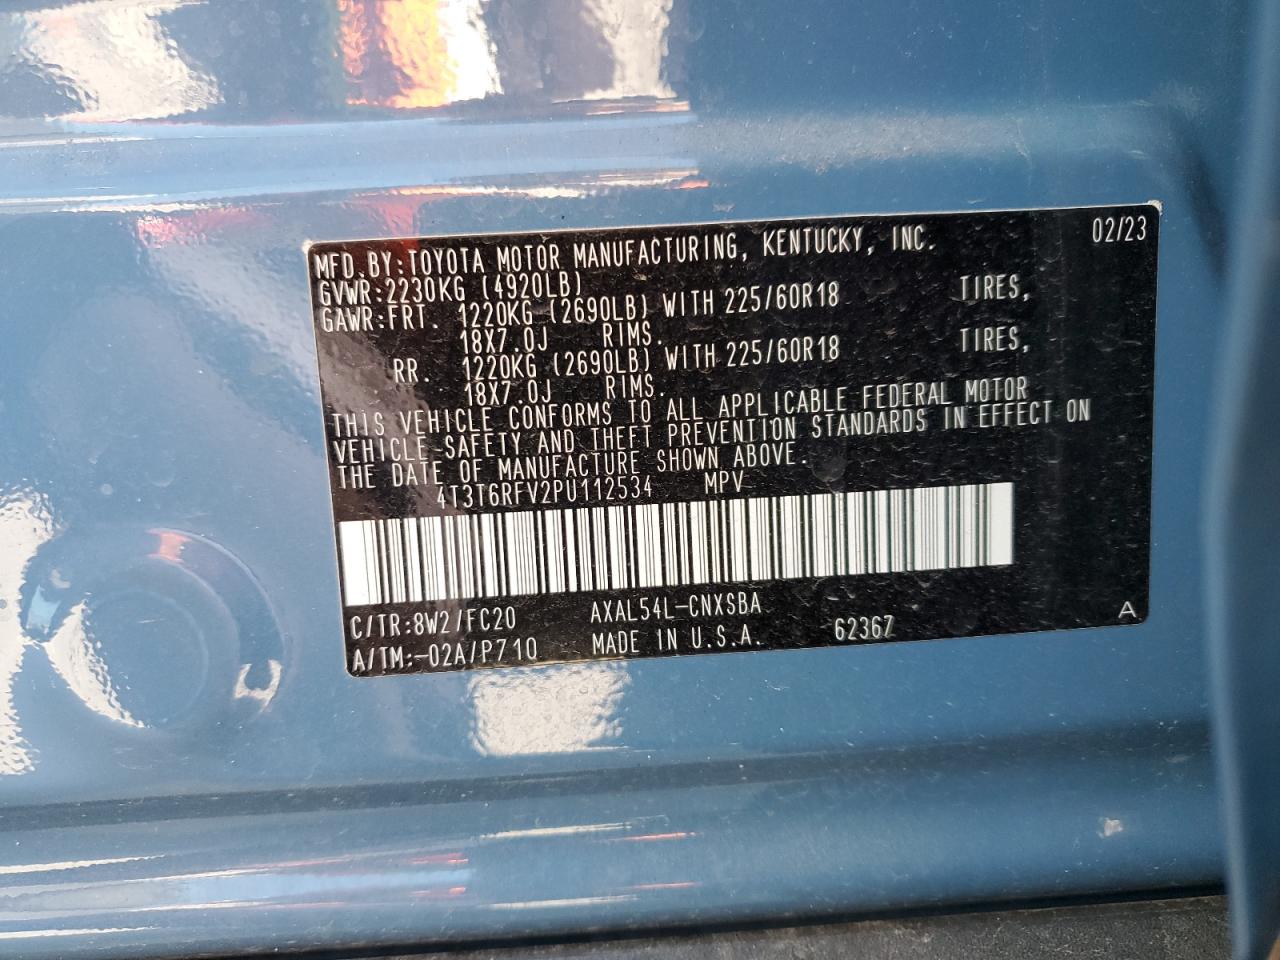 02/23
MFD.BY:TOYOTA MOTOR MANUFACTURING, KENTUCKY, INC.
GVWR:2230KG (4920LB)
GAWR:FRT. 1220KG (2690LB) WITH 225/60R18 TIRES,
18X7.0J RIMS.
RR. 1220KG (2690LB) WITH 225/60R18 TIRES,
18X7.0J RIMS.
THIS VEHICLE CONFORMS TO ALL APPLICABLE FEDERAL MOTOR
VEHICLE SAFETY AND THEFT PREVENTION STANDARDS IN EFFECT ON
THE DATE OF MANUFACTURE SHOWN ABOVE.
4T3T6RFV2PU112534 MPV
C/TR:8W2/FC20 AXAL54L-CNXSBA
A/TM:-02A/P710 MADE IN U.S.A. 62367 A